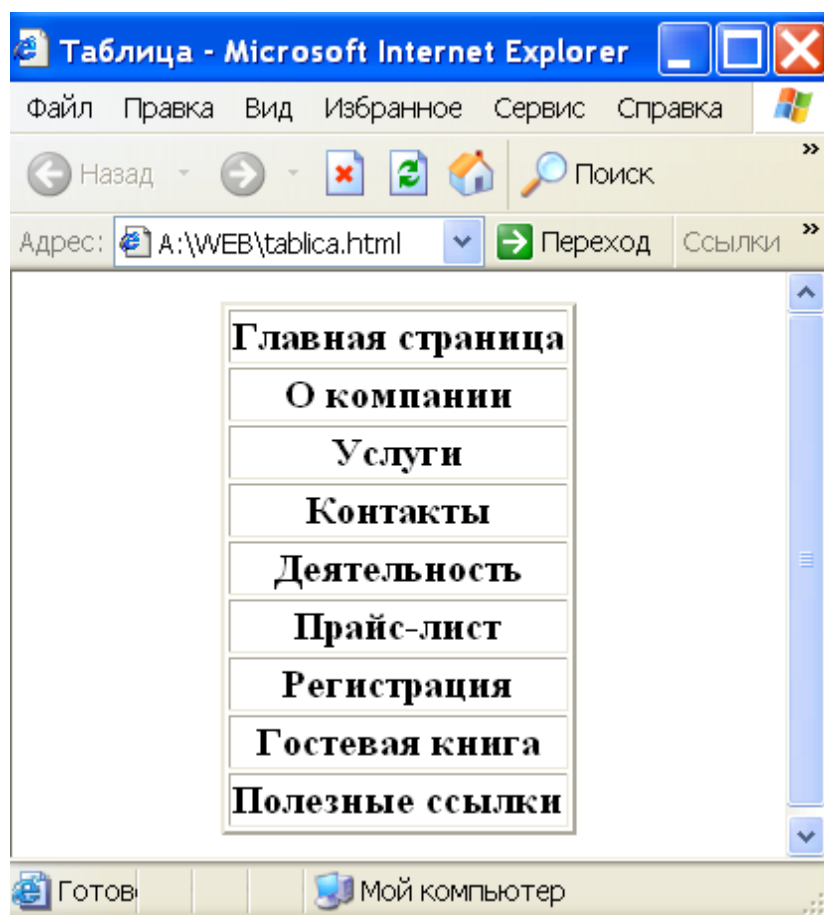 Таблица - Microsoft Internet Explorer
Файл Правка Вид Избранное Сервис Справка
Назад Поиск »
Адрес: A:\WEB\tablica.html Переход Ссылки »
Главная страница
О компании
Услуги
Контакты
Деятельность
Прайс-лист
Регистрация
Гостевая книга
Полезные ссылки
Готов Мой компьютер